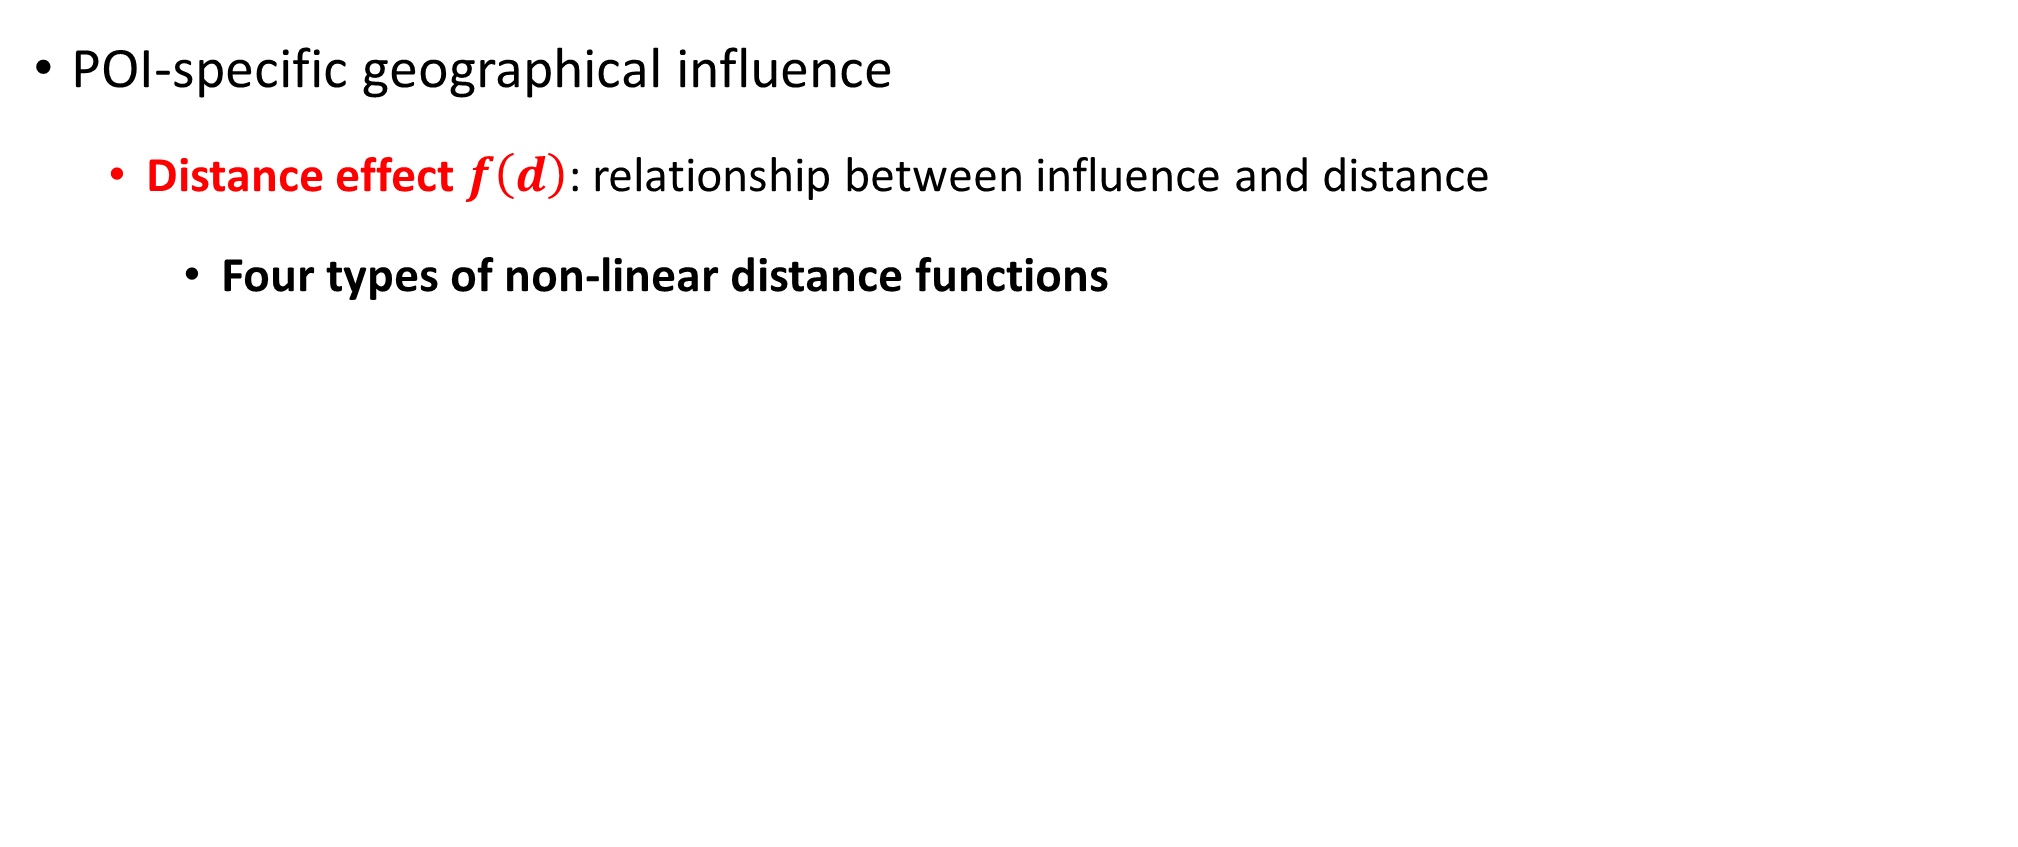 • POI-specific geographical influence
• Distance effect f(d): relationship between influence and distance
• Four types of non-linear distance functions